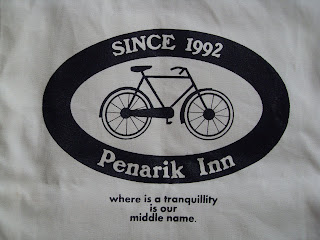 SINCE 1992
Penarik Inn
where is a tranquillity
is our
middle name.